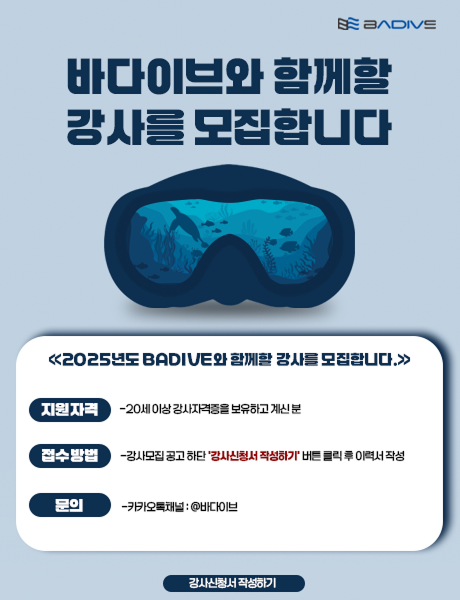 BADIVE
바다이브와 함께할
강사를 모집합니다
≪2025년도 BADIVE와 함께할 강사를 모집합니다.≫
지원자격 -20세 이상 강사자격증을 보유하고 계신 분
접수방법 -강사모집 공고 하단 '강사신청서 작성하기' 버튼 클릭 후 이력서 작성
문의 -카카오톡채널 : @바다이브
강사신청서 작성하기